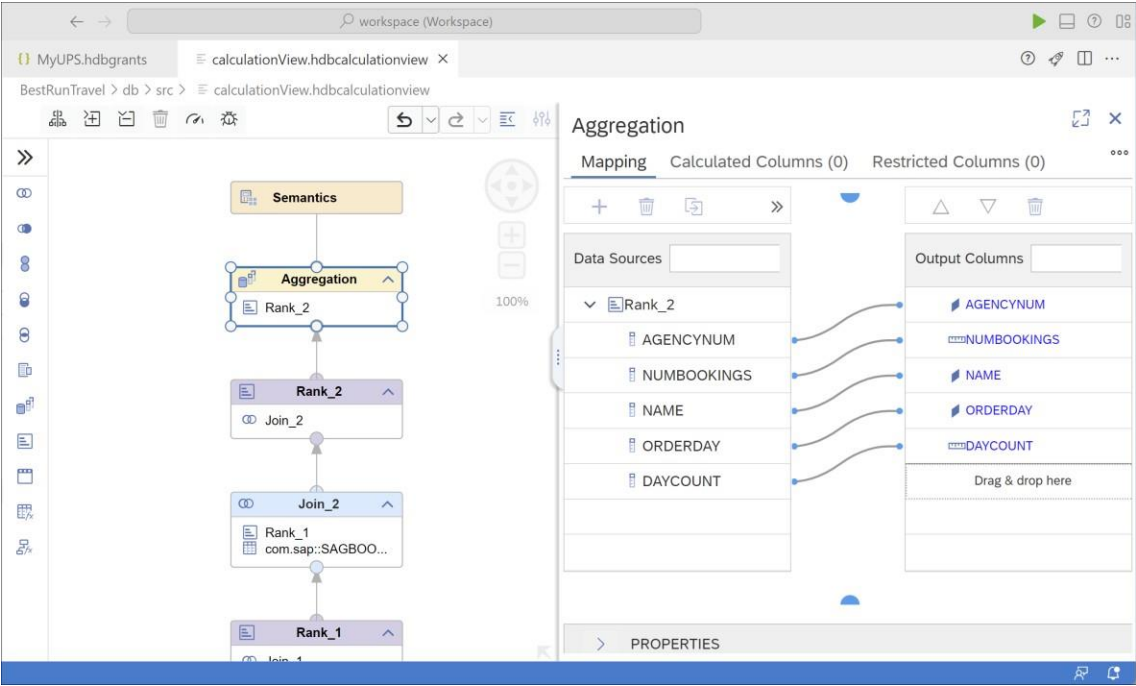 workspace (Workspace)
{} MyUPS.hdbgrants
calculationView.hdbcalculationview
BestRunTravel > db > src > calculationView.hdbcalculationview
Aggregation
Mapping
Calculated Columns (0)
Restricted Columns (0)
Semantics
Aggregation
Rank_2
100%
Rank_2
Join_2
Join_2
Rank_1
com.sap::SAGBOO...
Rank_1
Join_1
Data Sources
Rank_2
AGENCYNUM
NUMBOOKINGS
NAME
ORDERDAY
DAYCOUNT
Output Columns
AGENCYNUM
NUMBOOKINGS
NAME
ORDERDAY
DAYCOUNT
Drag & drop here
PROPERTIES